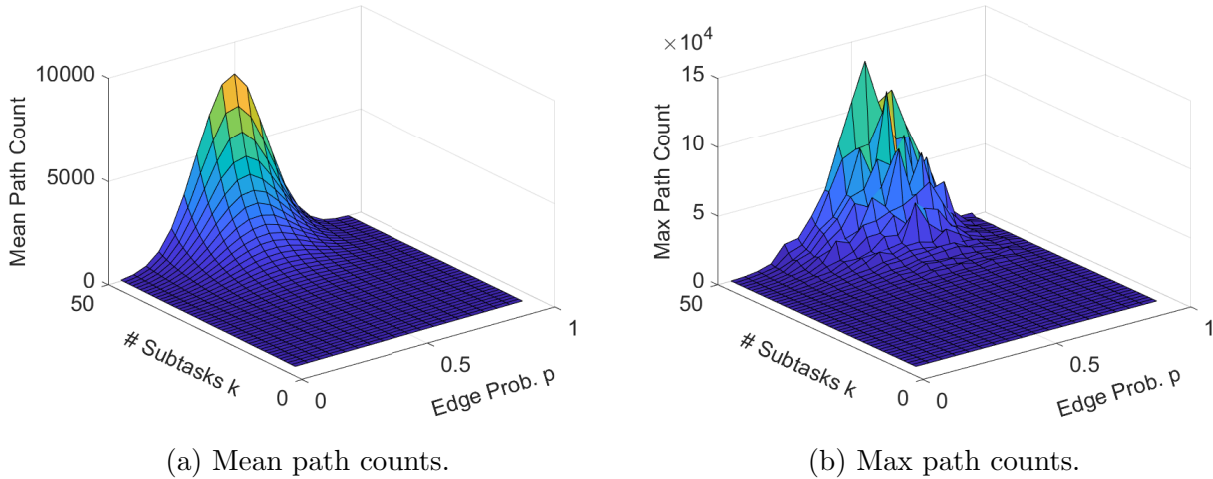 10000
5000
0
50
0
0
0.5
1
Mean Path Count
# Subtasks k
Edge Prob. p
×10⁴
15
10
5
0
50
0
0
0.5
1
Max Path Count
# Subtasks k
Edge Prob. p
(a) Mean path counts.
(b) Max path counts.